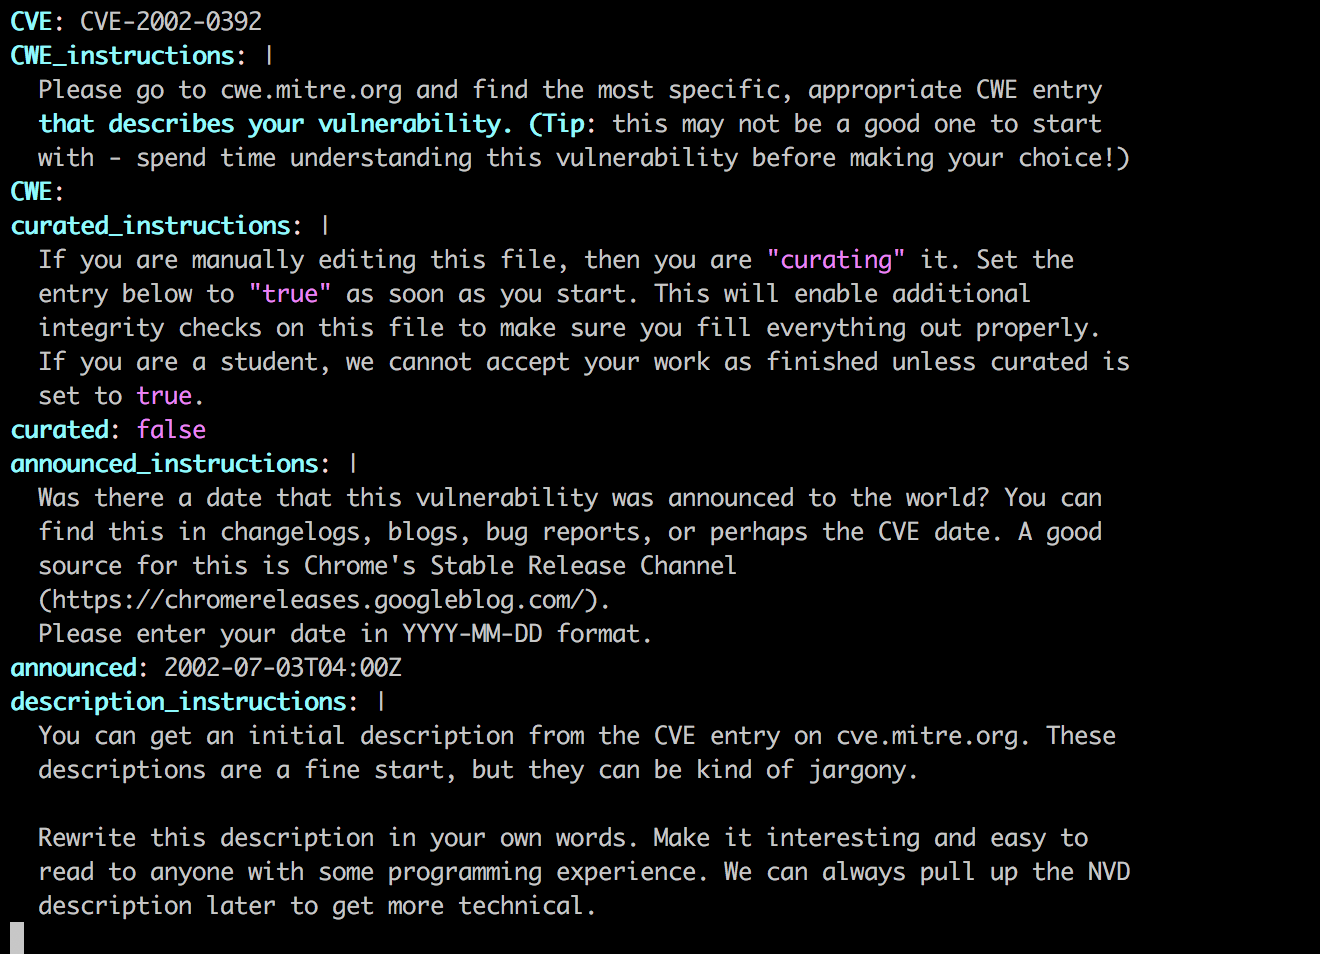 CVE: CVE-2002-0392
CWE_instructions: |
Please go to cwe.mitre.org and find the most specific, appropriate CWE entry
that describes your vulnerability. (Tip: this may not be a good one to start
with - spend time understanding this vulnerability before making your choice!)
CWE:
curated_instructions: |
If you are manually editing this file, then you are "curating" it. Set the
entry below to "true" as soon as you start. This will enable additional
integrity checks on this file to make sure you fill everything out properly.
If you are a student, we cannot accept your work as finished unless curated is
set to true.
curated: false
announced_instructions: |
Was there a date that this vulnerability was announced to the world? You can
find this in changelogs, blogs, bug reports, or perhaps the CVE date. A good
source for this is Chrome's Stable Release Channel
(https://chromereleases.googleblog.com/).
Please enter your date in YYYY-MM-DD format.
announced: 2002-07-03T04:00Z
description_instructions: |
You can get an initial description from the CVE entry on cve.mitre.org. These
descriptions are a fine start, but they can be kind of jargony.
Rewrite this description in your own words. Make it interesting and easy to
read to anyone with some programming experience. We can always pull up the NVD
description later to get more technical.